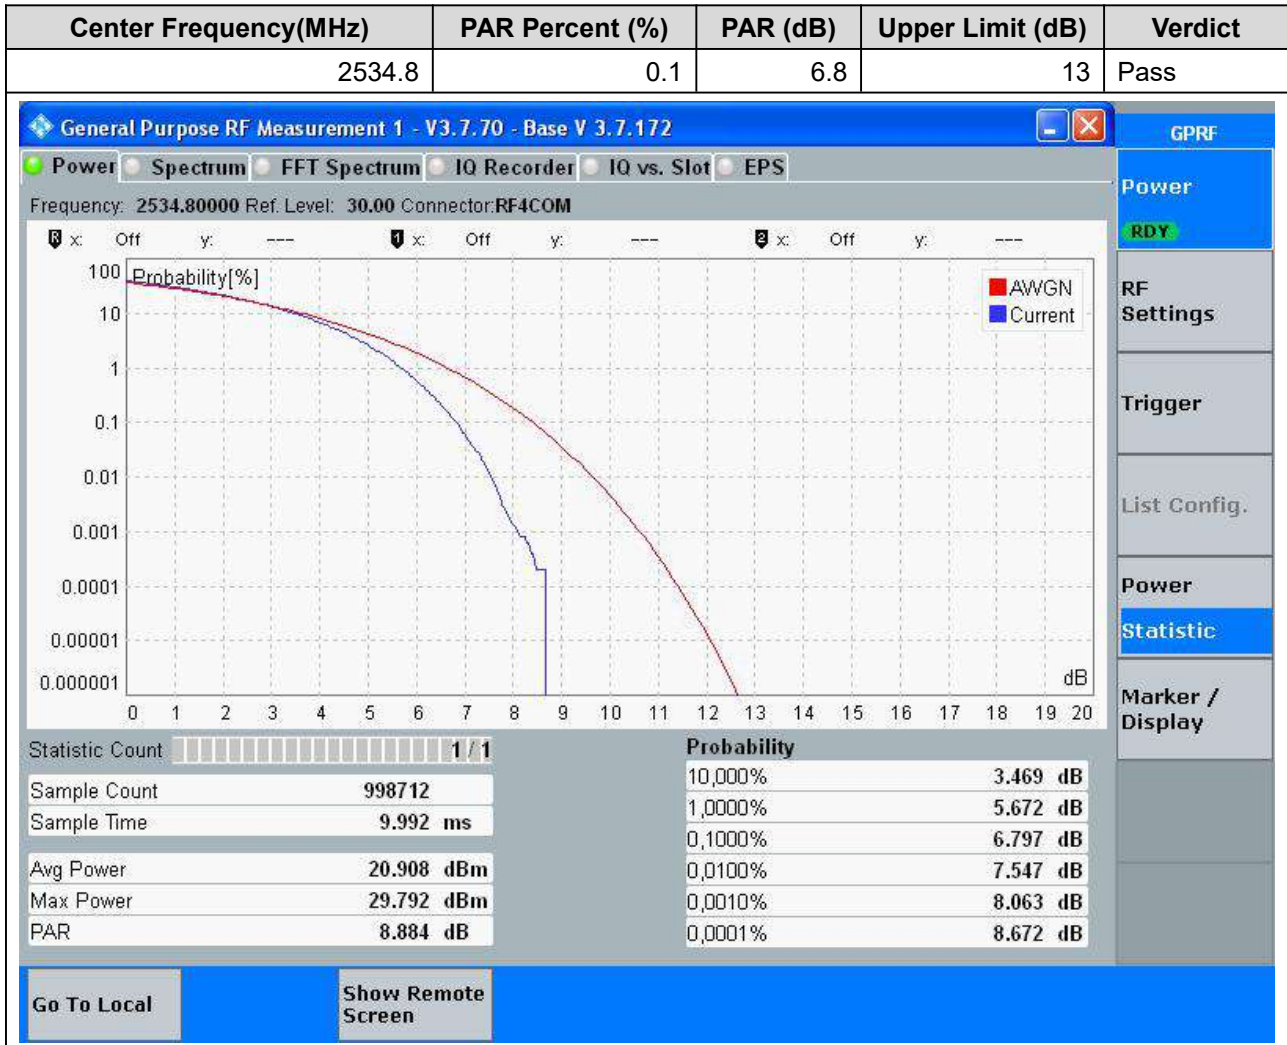 Center Frequency(MHz) PAR Percent (%) PAR (dB) Upper Limit (dB) Verdict
2534.8 0.1 6.8 13 Pass
General Purpose RF Measurement 1 - V3.7.70 - Base V 3.7.172
GPRF
Power Spectrum FFT Spectrum IQ Recorder IQ vs. Slot EPS
Frequency: 2534.80000 Ref. Level: 30.00 Connector:RF4COM
R x: Off y: --- 1 x: Off y: --- 2 x: Off y: ---
Probability[%]
AWGN
Current
100
10
1
0.1
0.01
0.001
0.0001
0.00001
0.000001
dB
0 1 2 3 4 5 6 7 8 9 10 11 12 13 14 15 16 17 18 19 20
Statistic Count 1 / 1
Sample Count 998712
Sample Time 9.992 ms
Avg Power 20.908 dBm
Max Power 29.792 dBm
PAR 8.884 dB
Probability
10,000% 3.469 dB
1,0000% 5.672 dB
0,1000% 6.797 dB
0,0100% 7.547 dB
0,0010% 8.063 dB
0,0001% 8.672 dB
Power
RDY
RF
Settings
Trigger
List Config.
Power
Statistic
Marker /
Display
Go To Local
Show Remote
Screen